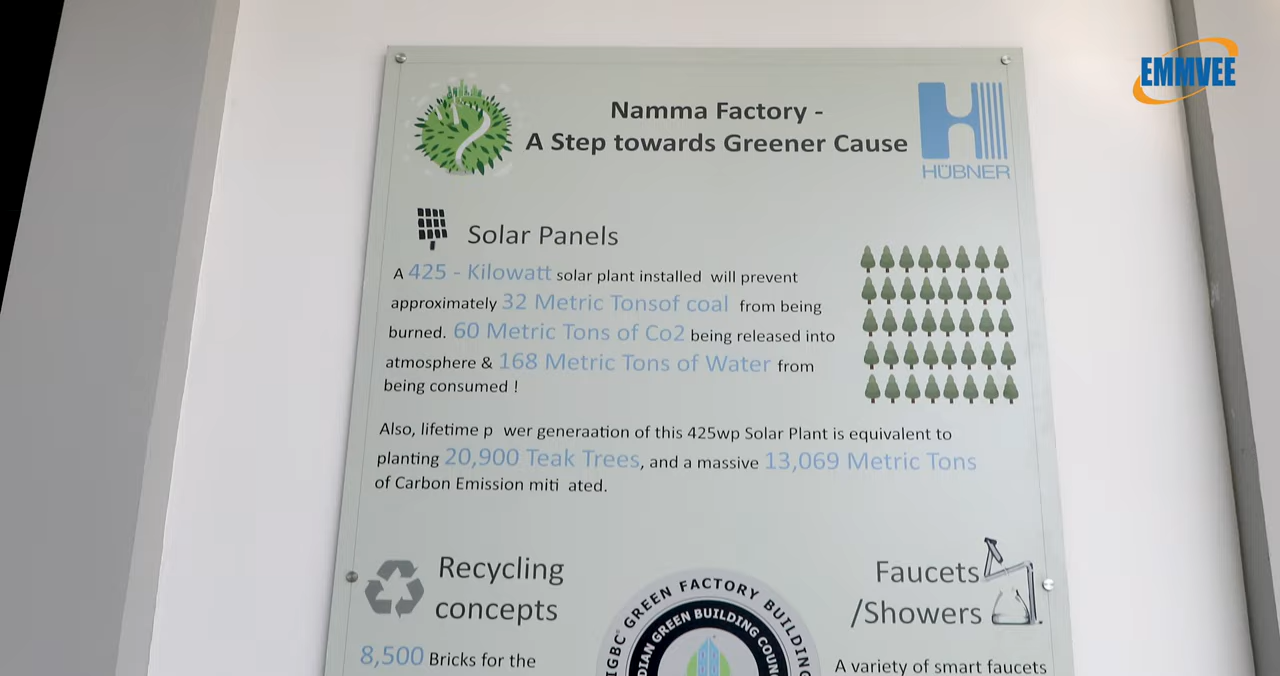 EMMVEE
Namma Factory -
A Step towards Greener Cause
HÜBNER
Solar Panels
A 425 - Kilowatt solar plant installed will prevent
approximately 32 Metric Tonsof coal from being
burned. 60 Metric Tons of Co2 being released into
atmosphere & 168 Metric Tons of Water from
being consumed !
Also, lifetime p wer generaation of this 425wp Solar Plant is equivalent to
planting 20,900 Teak Trees, and a massive 13,069 Metric Tons
of Carbon Emission miti ated.
Recycling
concepts
8,500 Bricks for the
IGBC® GREEN FACTORY BUILDING
DIAN GREEN BUILDING COUNC
Faucets
/Showers
A variety of smart faucets